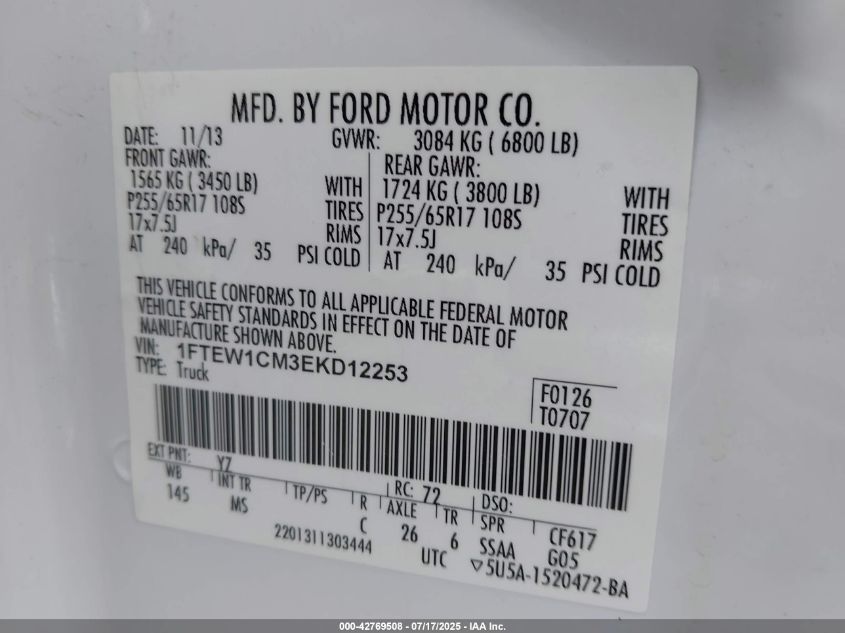 MFD. BY FORD MOTOR CO.
DATE: 11/13 GVWR: 3084 KG ( 6800 LB)
FRONT GAWR: REAR GAWR:
1565 KG ( 3450 LB) WITH 1724 KG ( 3800 LB) WITH
P255/65R17 108S TIRES P255/65R17 108S TIRES
17x7.5J RIMS 17x7.5J RIMS
AT 240 kPa/ 35 PSI COLD AT 240 kPa/ 35 PSI COLD
THIS VEHICLE CONFORMS TO ALL APPLICABLE FEDERAL MOTOR
VEHICLE SAFETY STANDARDS IN EFFECT ON THE DATE OF
MANUFACTURE SHOWN ABOVE.
VIN: 1FTEW1CM3EKD12253
TYPE: Truck
F0126
T0707
EXT PNT: YZ RC: 72 DSO:
WB INT TR TP/PS R AXLE TR SPR CF617
145 MS C 26 6 SSAA G05
2201311303444 UTC ▽5U5A-1520472-BA
000-42769508 - 07/17/2025 - IAA Inc.